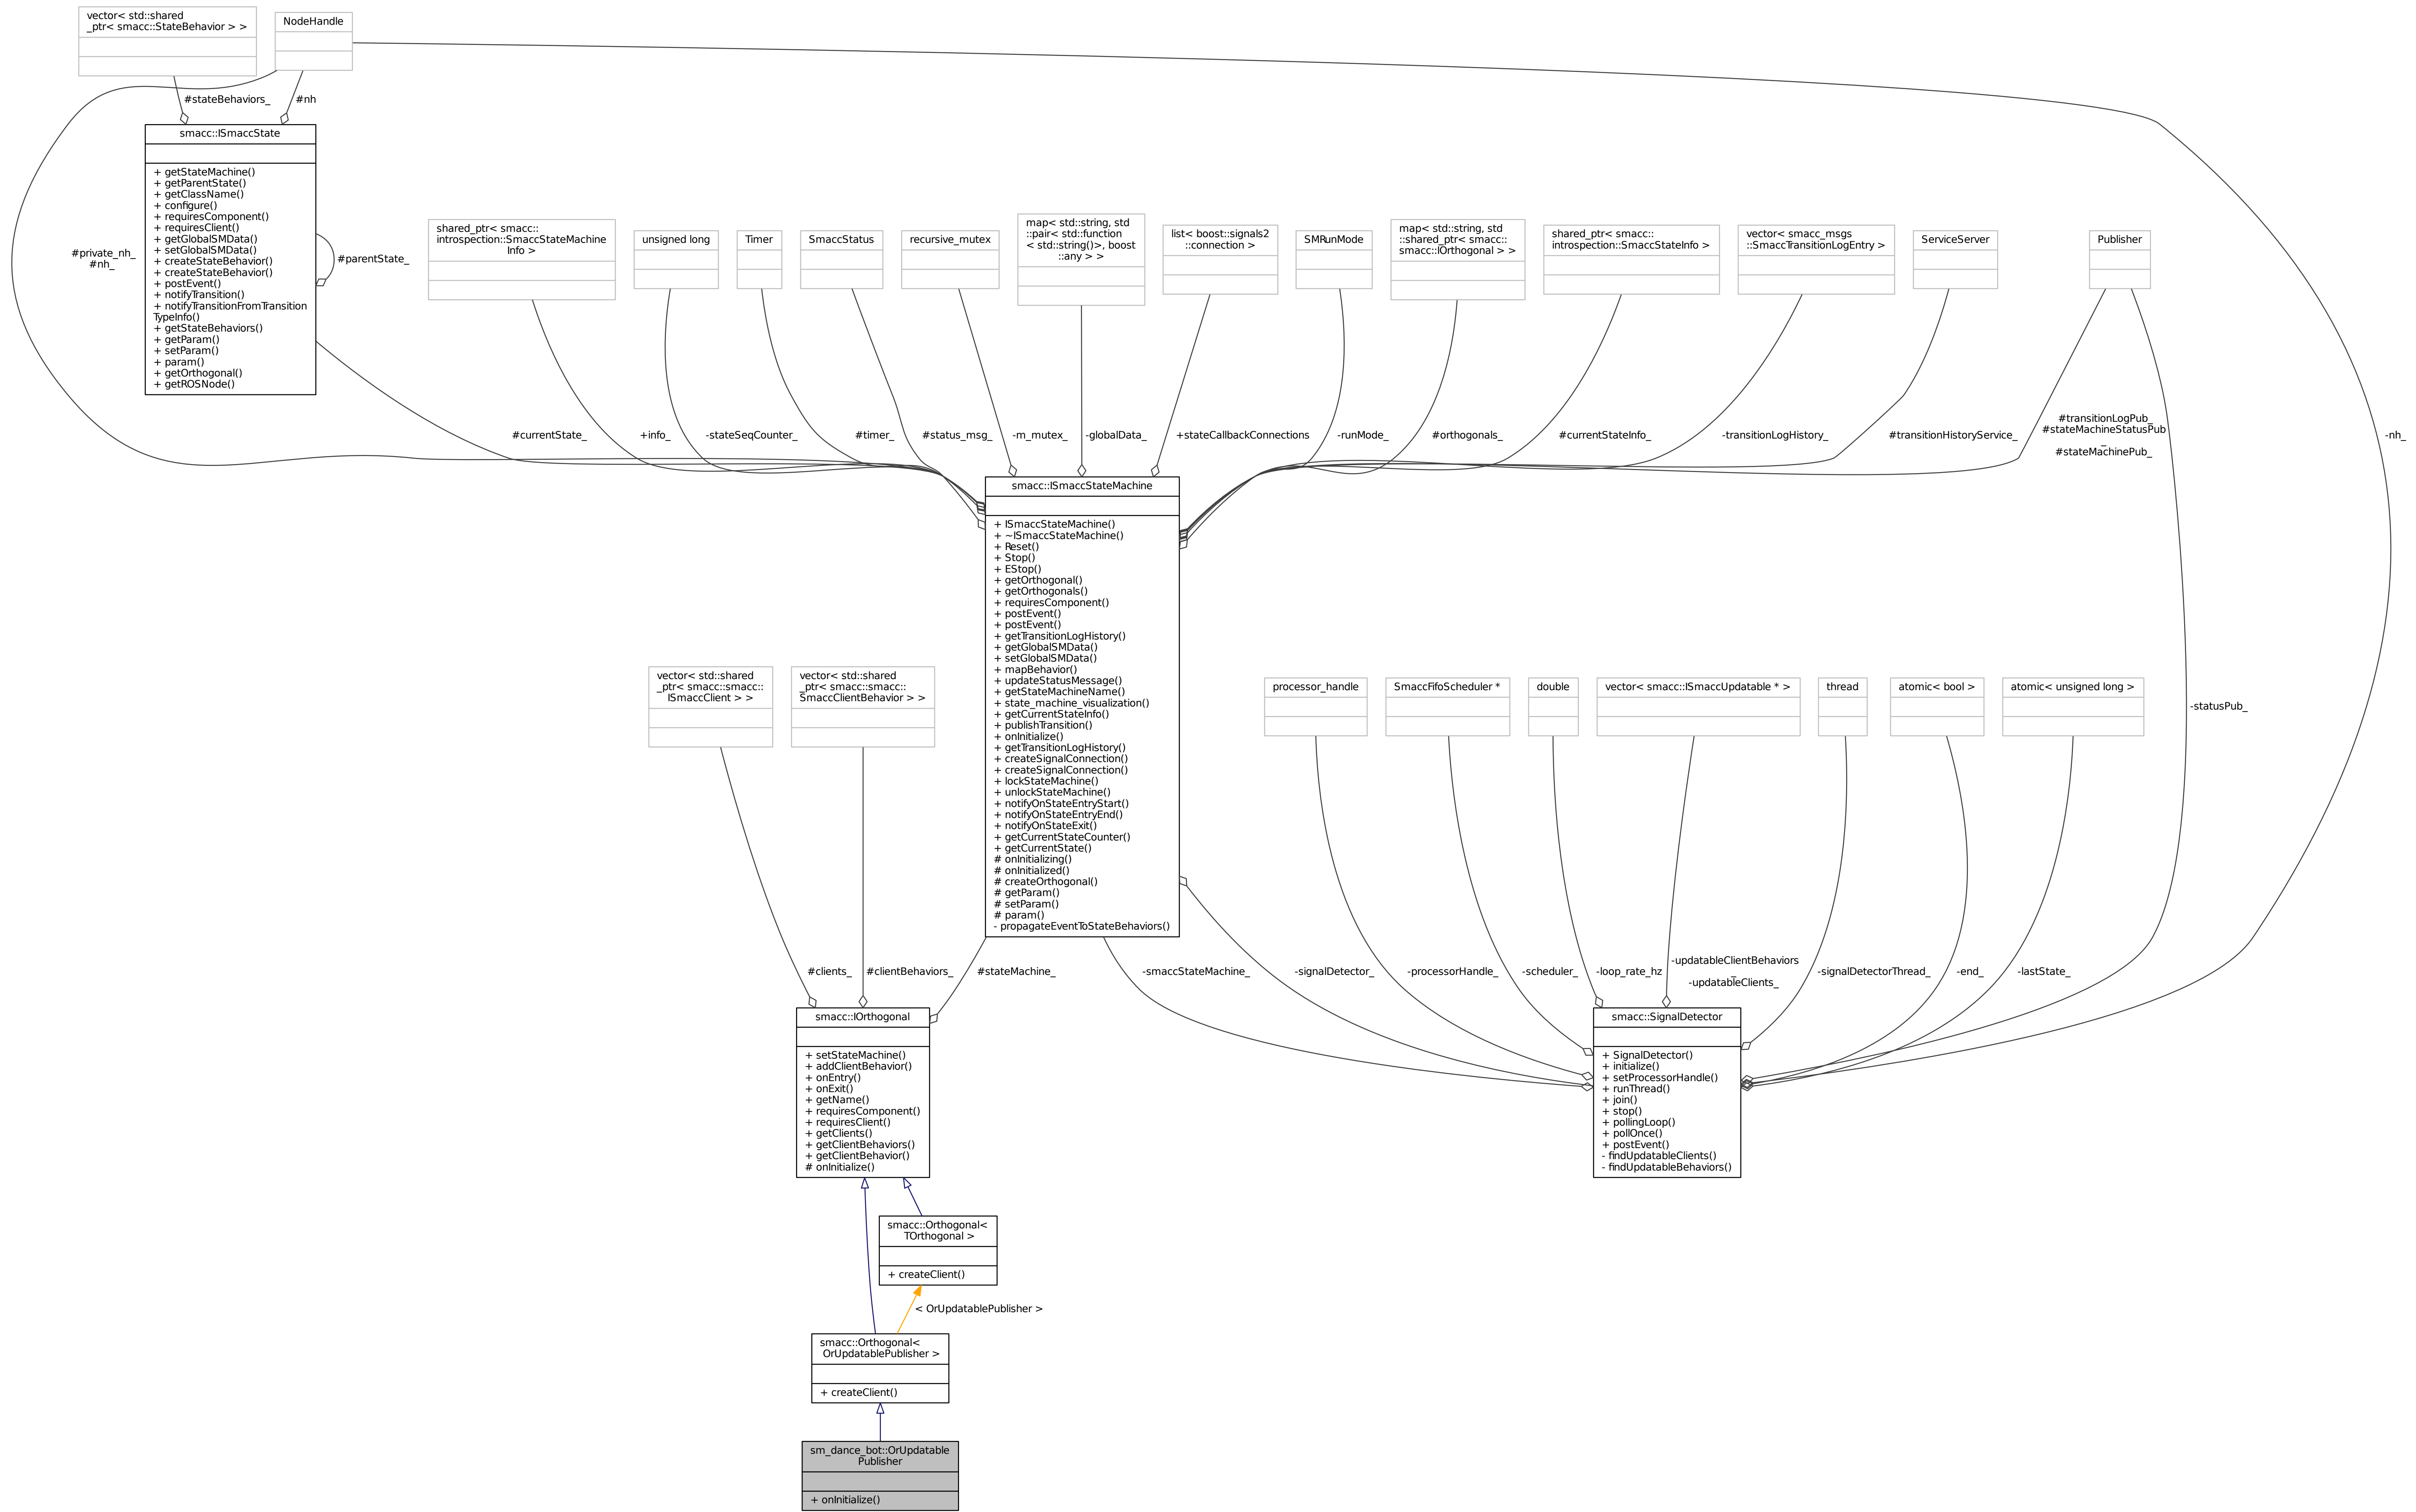 vector< std::shared
_ptr< smacc::StateBehavior > >
NodeHandle
#stateBehaviors_
#nh
smacc::ISmaccState
+ getStateMachine()
+ getParentState()
+ getClassName()
+ configure()
+ requiresComponent()
+ requiresClient()
+ getGlobalSMData()
+ setGlobalSMData()
+ createStateBehavior()
+ createStateBehavior()
+ postEvent()
+ notifyTransition()
+ notifyTransitionFromTransition
TypeInfo()
+ getStateBehaviors()
+ getParam()
+ setParam()
+ param()
+ getOrthogonal()
+ getROSNode()
#private_nh_
#nh_
#parentState_
shared_ptr< smacc::
introspection::SmaccStateMachine
Info >
unsigned long
Timer
SmaccStatus
recursive_mutex
map< std::string, std
::pair< std::function
< std::string()>, boost
::any > >
list< boost::signals2
::connection >
SMRunMode
map< std::string, std
::shared_ptr< smacc::
smacc::IOrthogonal > >
shared_ptr< smacc::
introspection::SmaccStateInfo >
vector< smacc_msgs
::SmaccTransitionLogEntry >
ServiceServer
Publisher
#currentState_
+info_
-stateSeqCounter_
#timer_
#status_msg_
-m_mutex_
-globalData_
+stateCallbackConnections
-runMode_
#orthogonals_
#currentStateInfo_
-transitionLogHistory_
#transitionHistoryService_
#transitionLogPub_
#stateMachineStatusPub
_
#stateMachinePub_
-nh_
smacc::ISmaccStateMachine
+ ISmaccStateMachine()
+ ~ISmaccStateMachine()
+ Reset()
+ Stop()
+ EStop()
+ getOrthogonal()
+ getOrthogonals()
+ requiresComponent()
+ postEvent()
+ postEvent()
+ getTransitionLogHistory()
+ getGlobalSMData()
+ setGlobalSMData()
+ mapBehavior()
+ updateStatusMessage()
+ getStateMachineName()
+ state_machine_visualization()
+ getCurrentStateInfo()
+ publishTransition()
+ onInitialize()
+ getTransitionLogHistory()
+ createSignalConnection()
+ createSignalConnection()
+ lockStateMachine()
+ unlockStateMachine()
+ notifyOnStateEntryStart()
+ notifyOnStateEntryEnd()
+ notifyOnStateExit()
+ getCurrentStateCounter()
+ getCurrentState()
# onInitializing()
# onInitialized()
# createOrthogonal()
# getParam()
# setParam()
# param()
- propagateEventToStateBehaviors()
vector< std::shared
_ptr< smacc::smacc::
ISmaccClient > >
vector< std::shared
_ptr< smacc::smacc::
SmaccClientBehavior > >
processor_handle
SmaccFifoScheduler *
double
vector< smacc::ISmaccUpdatable * >
thread
atomic< bool >
atomic< unsigned long >
-statusPub_
#clients_
#clientBehaviors_
#stateMachine_
-smaccStateMachine_
-signalDetector_
-processorHandle_
-scheduler_
-loop_rate_hz
-updatableClientBehaviors
_
-updatableClients_
-signalDetectorThread_
-end_
-lastState_
smacc::IOrthogonal
+ setStateMachine()
+ addClientBehavior()
+ onEntry()
+ onExit()
+ getName()
+ requiresComponent()
+ requiresClient()
+ getClients()
+ getClientBehaviors()
+ getClientBehavior()
# onInitialize()
smacc::SignalDetector
+ SignalDetector()
+ initialize()
+ setProcessorHandle()
+ runThread()
+ join()
+ stop()
+ pollingLoop()
+ pollOnce()
+ postEvent()
- findUpdatableClients()
- findUpdatableBehaviors()
smacc::Orthogonal<
TOrthogonal >
+ createClient()
< OrUpdatablePublisher >
smacc::Orthogonal<
OrUpdatablePublisher >
+ createClient()
sm_dance_bot::OrUpdatable
Publisher
+ onInitialize()